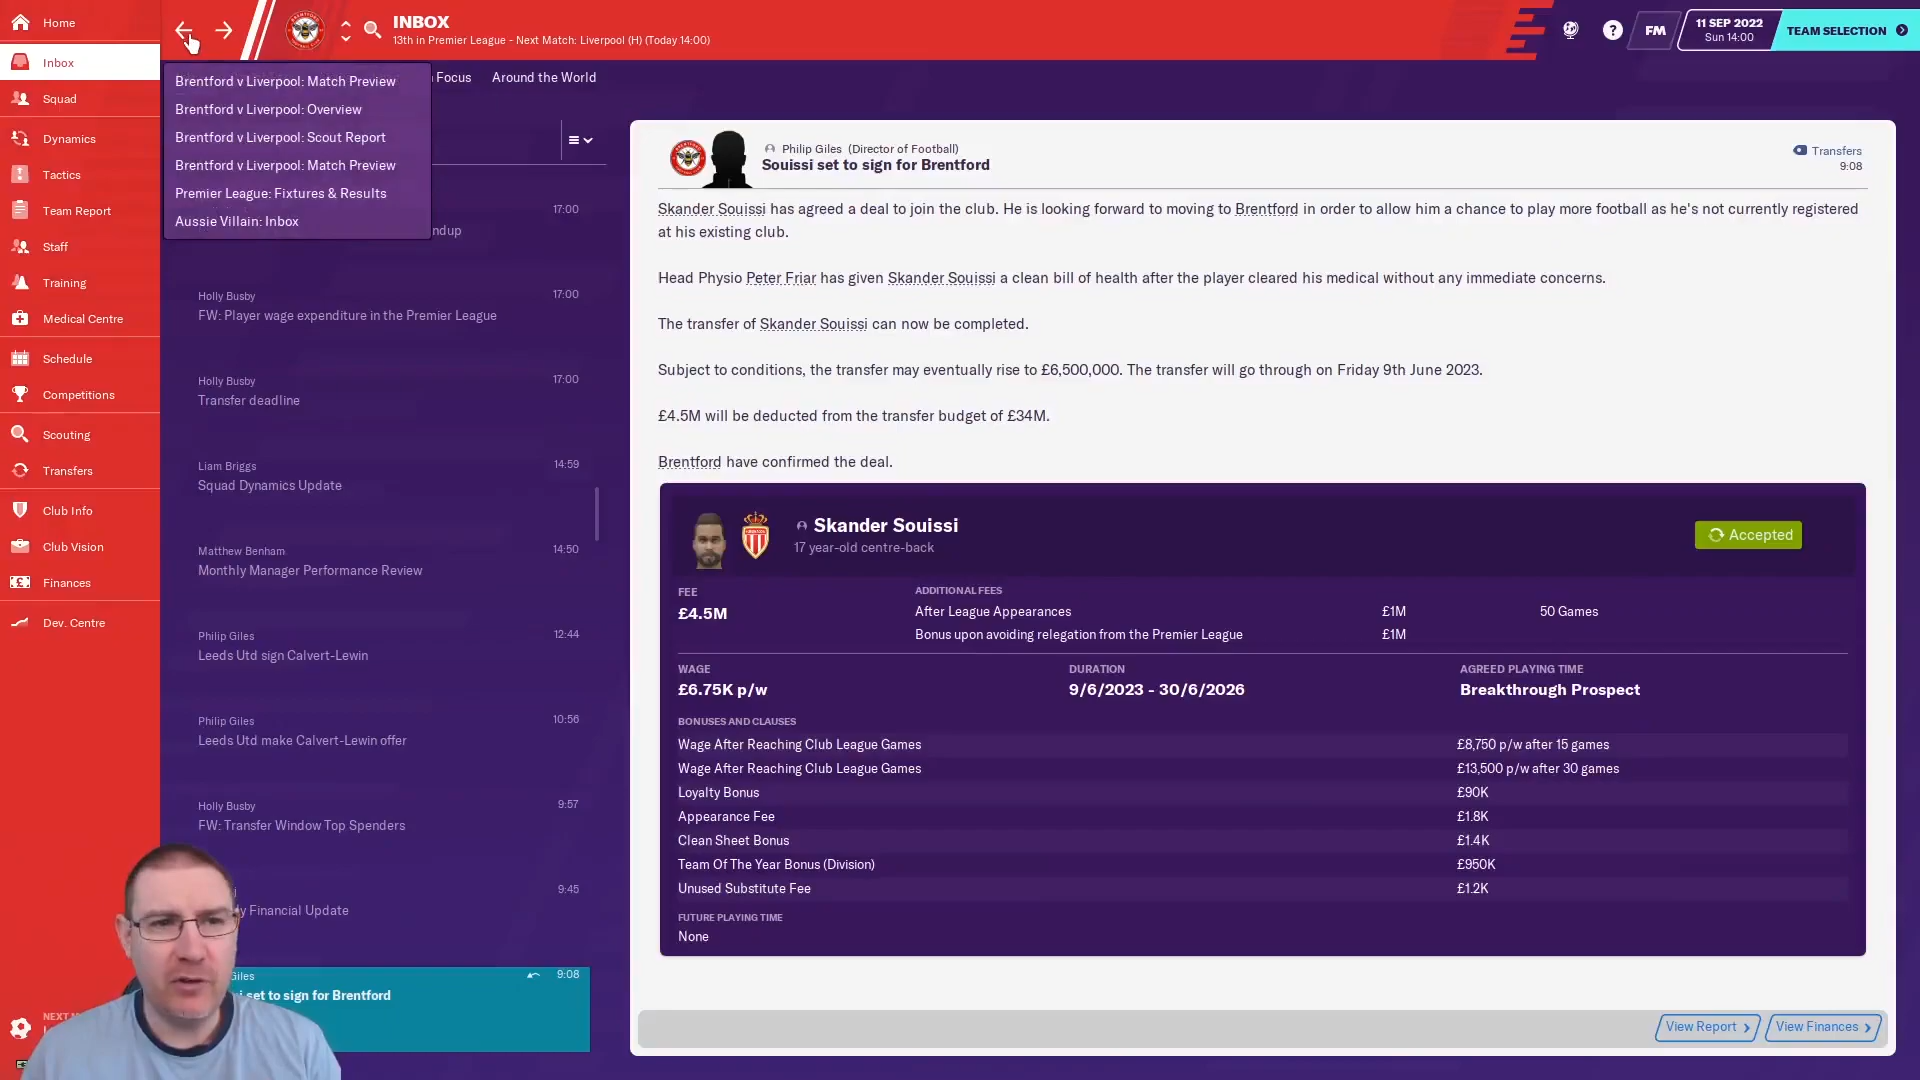 Home
Inbox
Squad
Dynamics
Tactics
Team Report
Staff
Training
Medical Centre
Schedule
Competitions
Scouting
Transfers
Club Info
Club Vision
Finances
Dev. Centre
INBOX
13th in Premier League - Next Match: Liverpool (H) (Today 14:00)
FM
11 SEP 2022
Sun 14:00
TEAM SELECTION
Focus
Around the World
Brentford v Liverpool: Match Preview
Brentford v Liverpool: Overview
Brentford v Liverpool: Scout Report
Brentford v Liverpool: Match Preview
Premier League: Fixtures & Results
Aussie Villain: Inbox
17:00
ndup
Holly Busby 17:00
FW: Player wage expenditure in the Premier League
Holly Busby 17:00
Transfer deadline
Liam Briggs 14:59
Squad Dynamics Update
Matthew Benham 14:50
Monthly Manager Performance Review
Philip Giles 12:44
Leeds Utd sign Calvert-Lewin
Philip Giles 10:56
Leeds Utd make Calvert-Lewin offer
Holly Busby 9:57
FW: Transfer Window Top Spenders
9:45
y Financial Update
Giles 9:08
set to sign for Brentford
Philip Giles (Director of Football)
Souissi set to sign for Brentford
Transfers
9:08
Skander Souissi has agreed a deal to join the club. He is looking forward to moving to Brentford in order to allow him a chance to play more football as he's not currently registered
at his existing club.
Head Physio Peter Friar has given Skander Souissi a clean bill of health after the player cleared his medical without any immediate concerns.
The transfer of Skander Souissi can now be completed.
Subject to conditions, the transfer may eventually rise to £6,500,000. The transfer will go through on Friday 9th June 2023.
£4.5M will be deducted from the transfer budget of £34M.
Brentford have confirmed the deal.
Skander Souissi
17 year-old centre-back
Accepted
FEE
£4.5M
ADDITIONAL FEES
After League Appearances £1M 50 Games
Bonus upon avoiding relegation from the Premier League £1M
WAGE
£6.75K p/w
DURATION
9/6/2023 - 30/6/2026
AGREED PLAYING TIME
Breakthrough Prospect
BONUSES AND CLAUSES
Wage After Reaching Club League Games £8,750 p/w after 15 games
Wage After Reaching Club League Games £13,500 p/w after 30 games
Loyalty Bonus £90K
Appearance Fee £1.8K
Clean Sheet Bonus £1.4K
Team Of The Year Bonus (Division) £950K
Unused Substitute Fee £1.2K
FUTURE PLAYING TIME
None
View Report
View Finances
NEXT